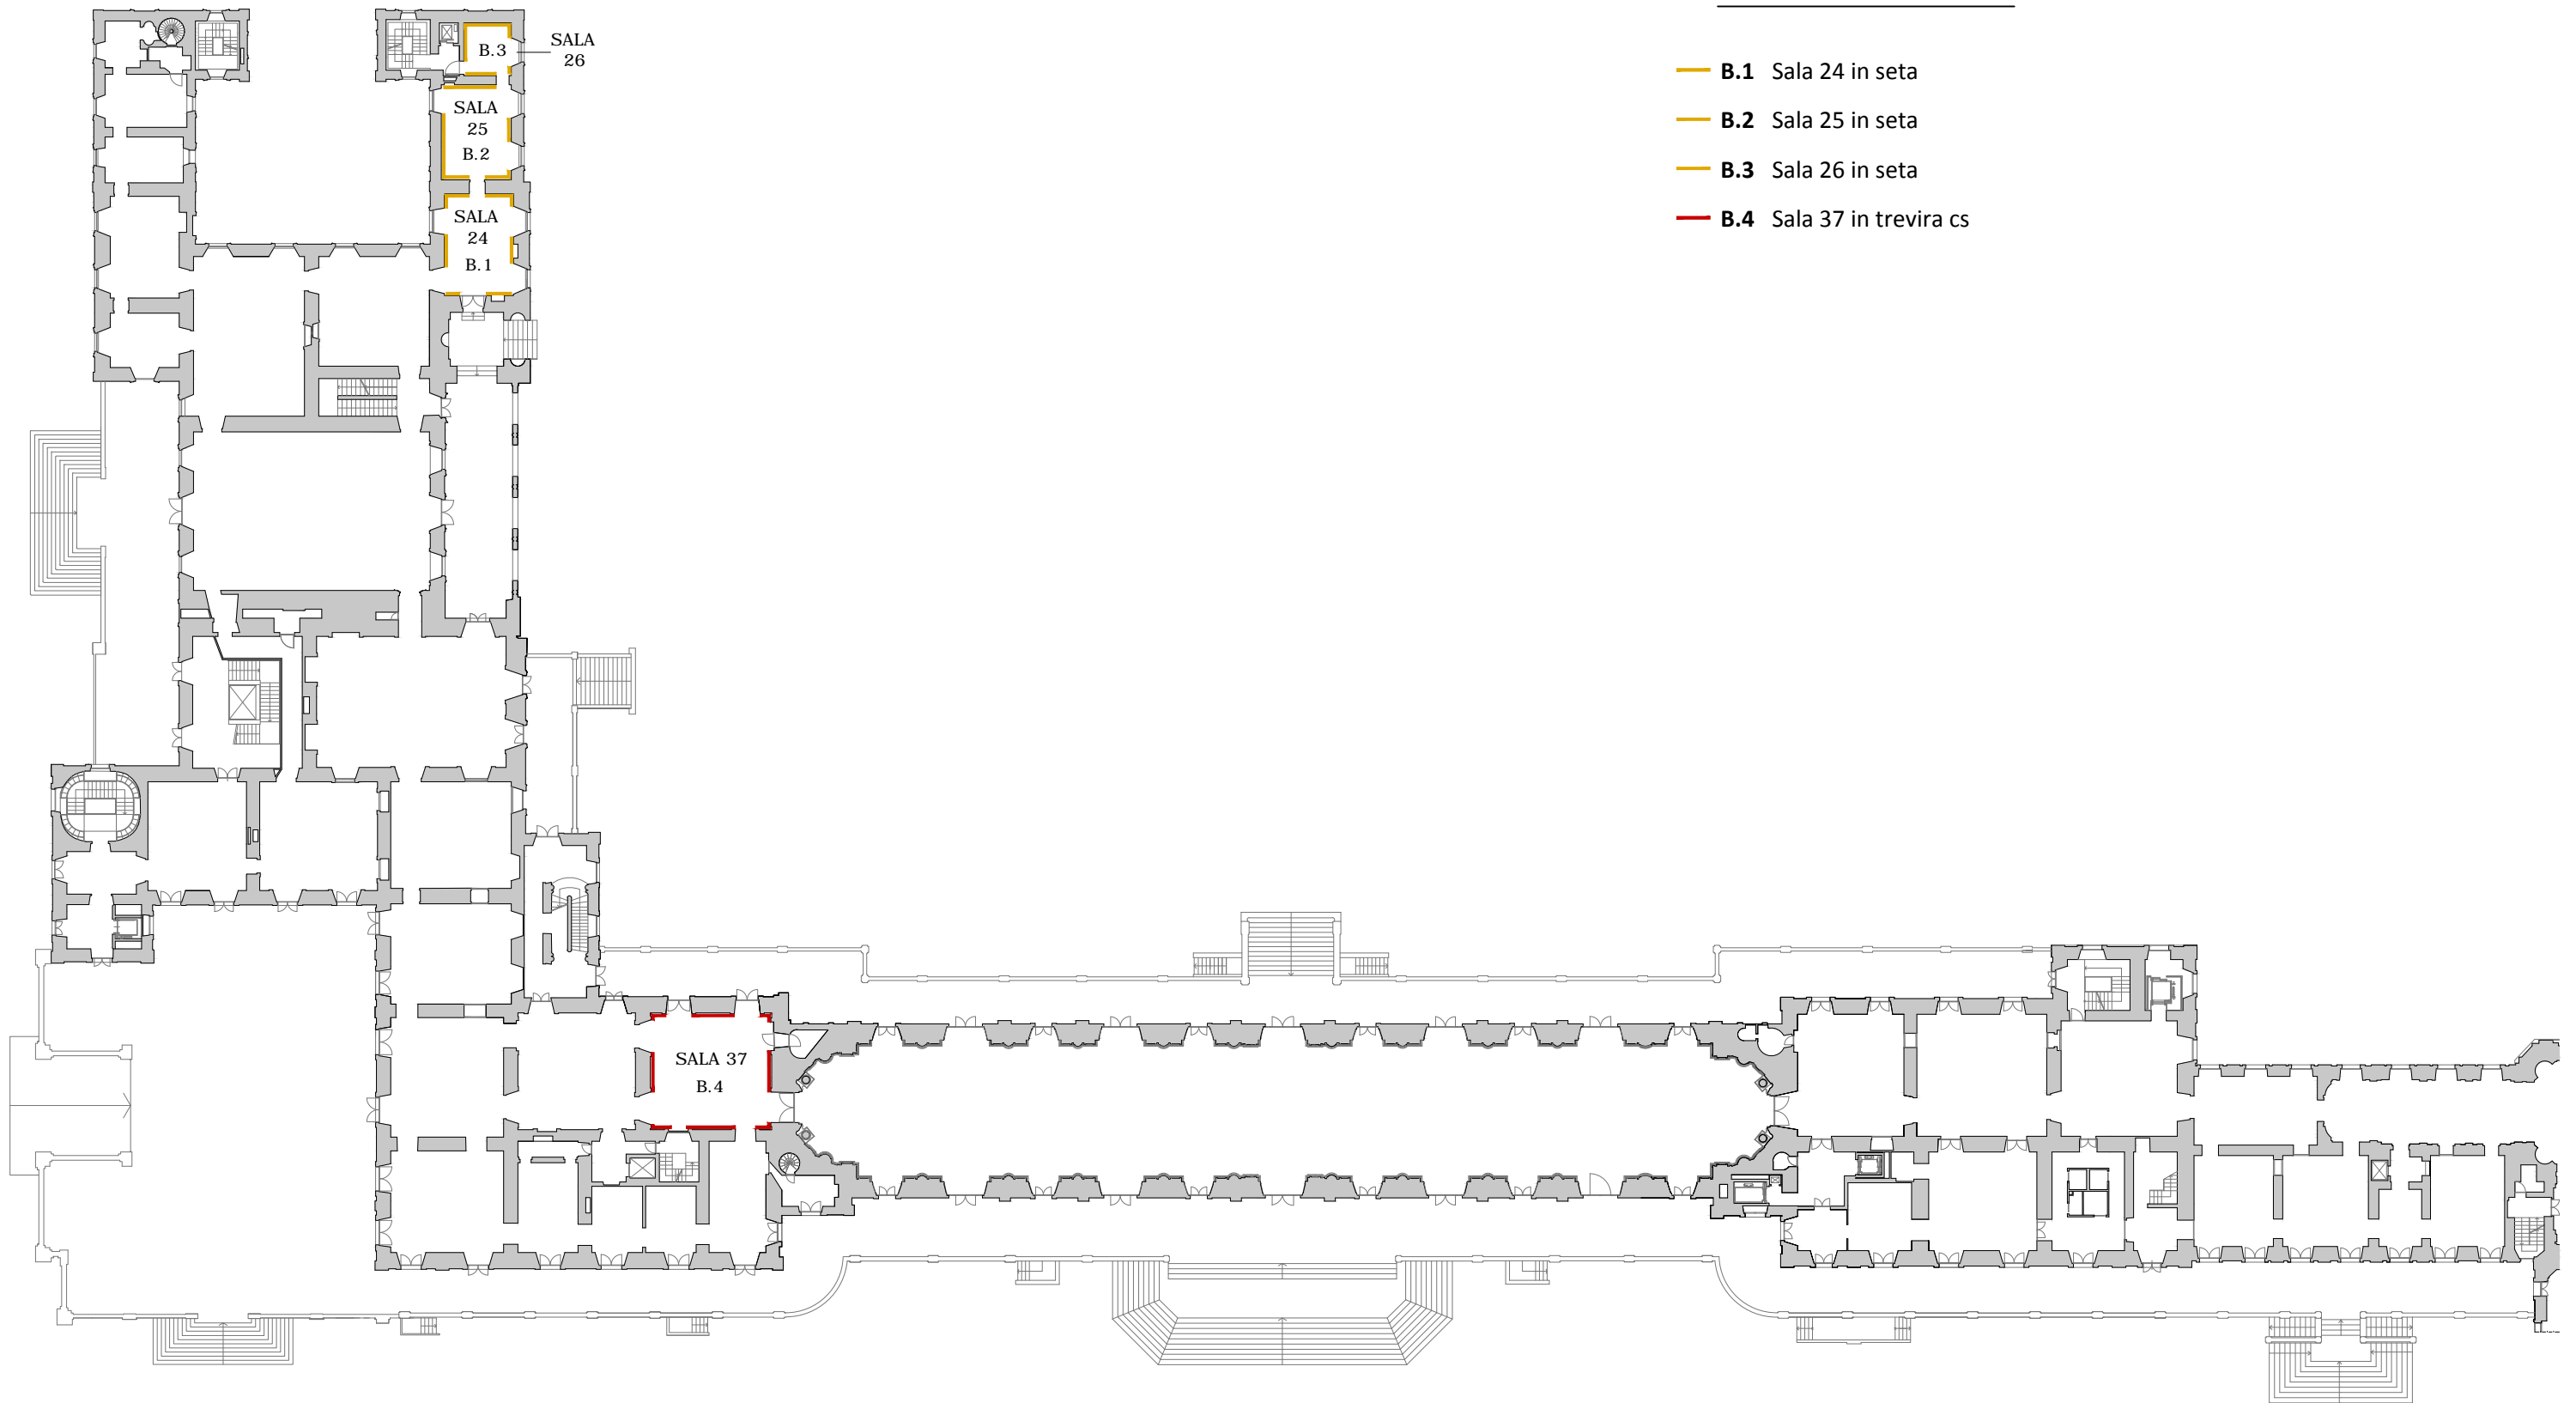 B.3
SALA
26
SALA
25
B.2
SALA
24
B.1
B.1 Sala 24 in seta
B.2 Sala 25 in seta
B.3 Sala 26 in seta
B.4 Sala 37 in trevira cs
SALA 37
B.4